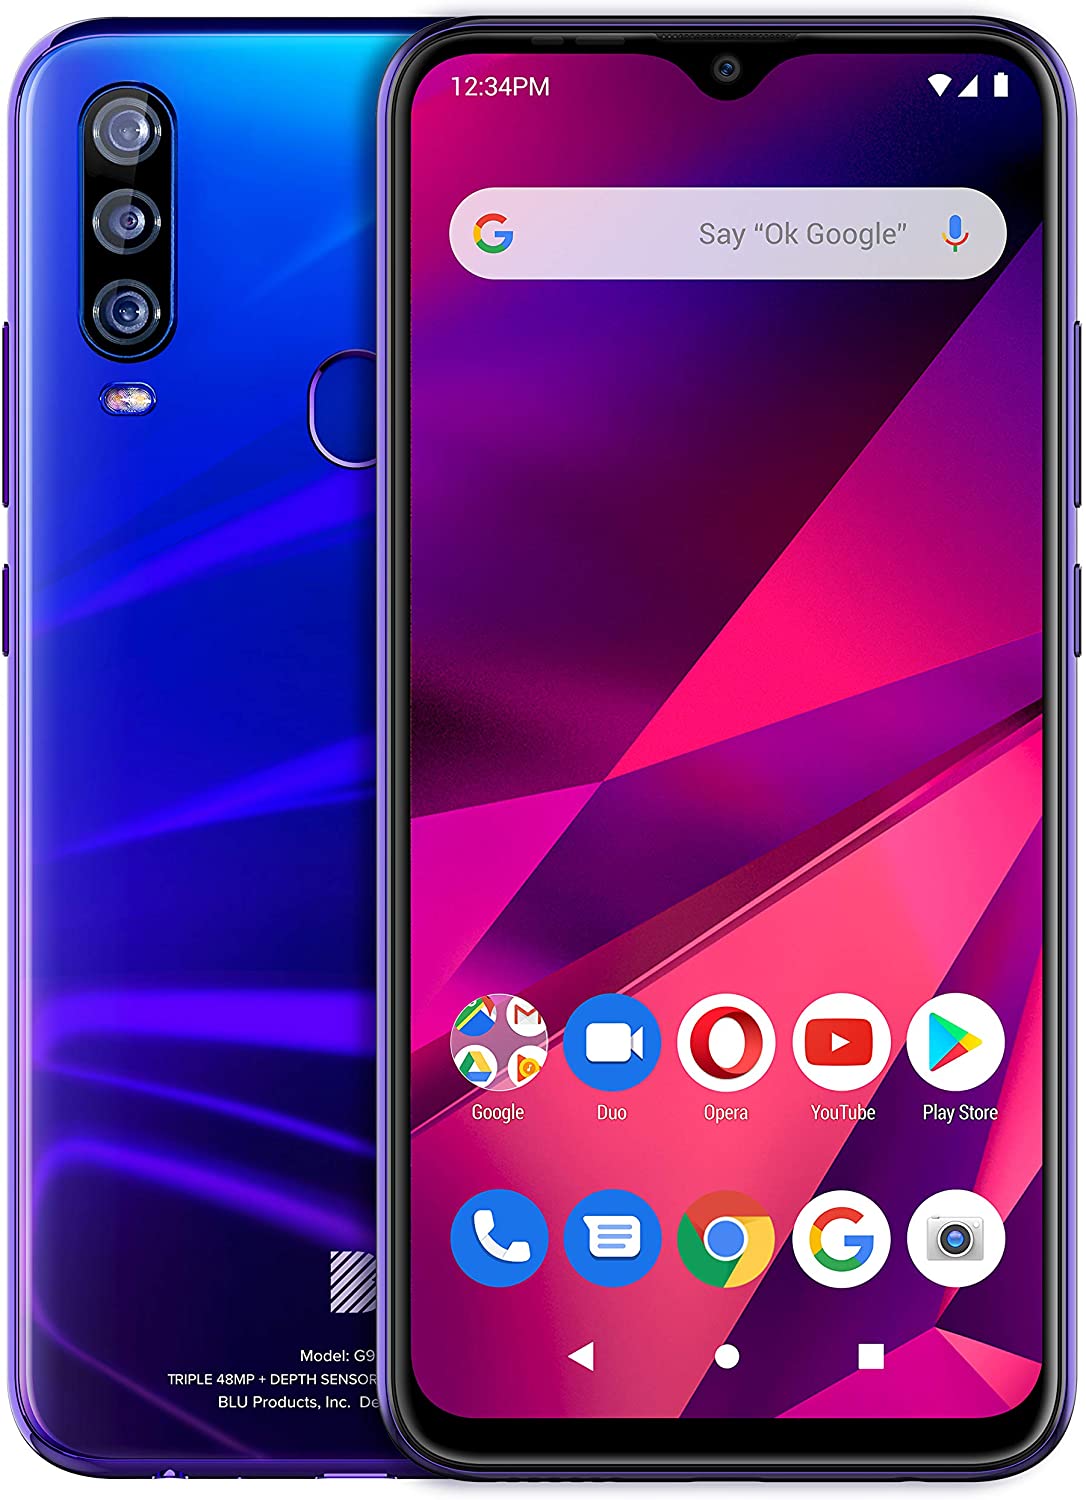 12:34PM
Say “Ok Google”
Google
Duo
Opera
YouTube
Play Store
Model: G9
TRIPLE 48MP + DEPTH SENSOR
BLU Products, Inc. De